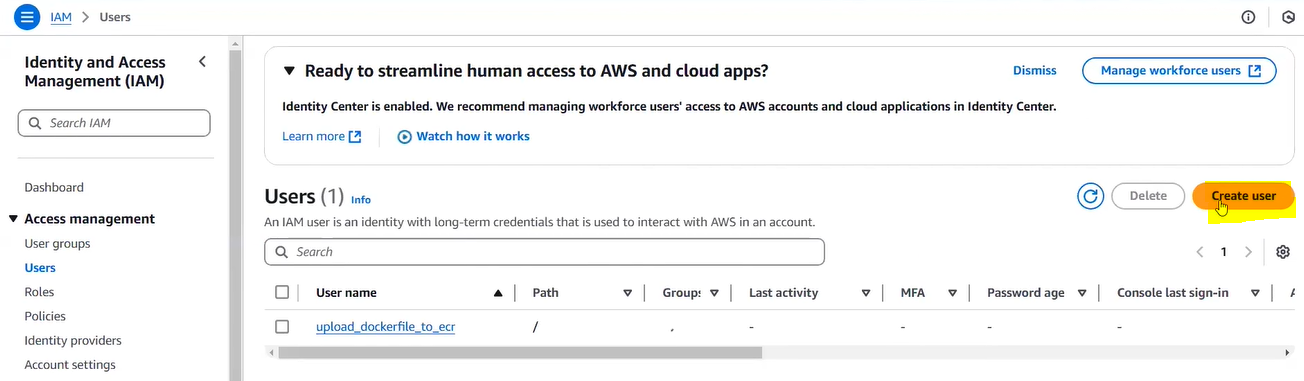 IAM > Users
Identity and Access
Management (IAM)
Search IAM
Dashboard
Access management
User groups
Users
Roles
Policies
Identity providers
Account settings
Ready to streamline human access to AWS and cloud apps?
Dismiss
Manage workforce users
Identity Center is enabled. We recommend managing workforce users' access to AWS accounts and cloud applications in Identity Center.
Learn more
Watch how it works
Users (1) Info
Delete
Create user
An IAM user is an identity with long-term credentials that is used to interact with AWS in an account.
Search
1
User name Path Groups Last activity MFA Password age Console last sign-in A
upload_dockerfile_to_ecr / , - - - -